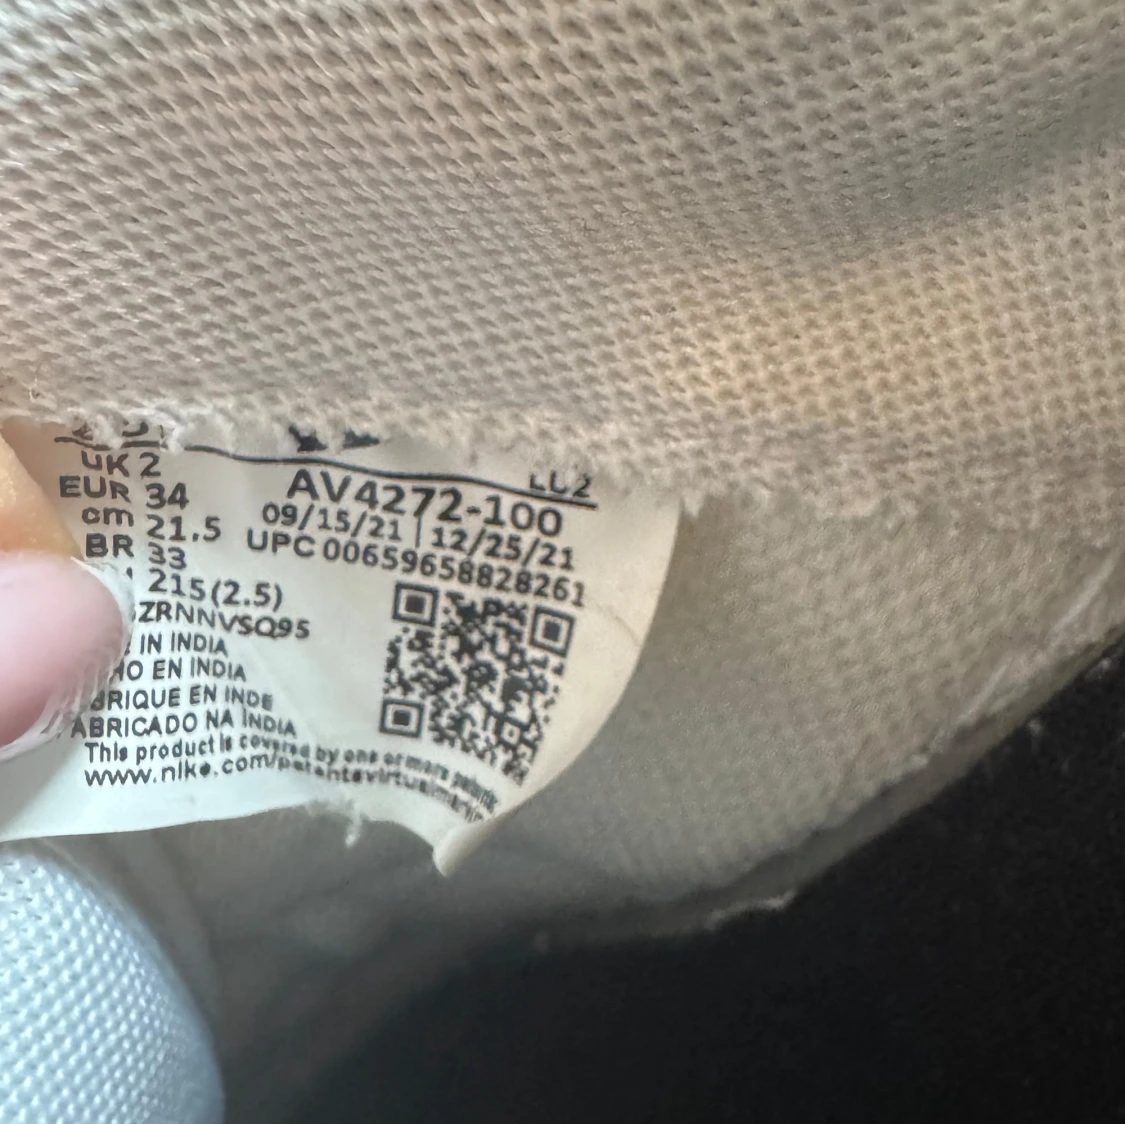 UK 2
EUR 34
cm 21.5
BR 33
215(2.5)
ZRNNVSQ95
IN INDIA
HO EN INDIA
BRIQUE EN INDE
ABRICADO NA INDIA
This product is covered by one or more patents
www.nike.com/patentsvirtualmarking
LU2
AV4272-100
09/15/21 | 12/25/21
UPC 00659658828261